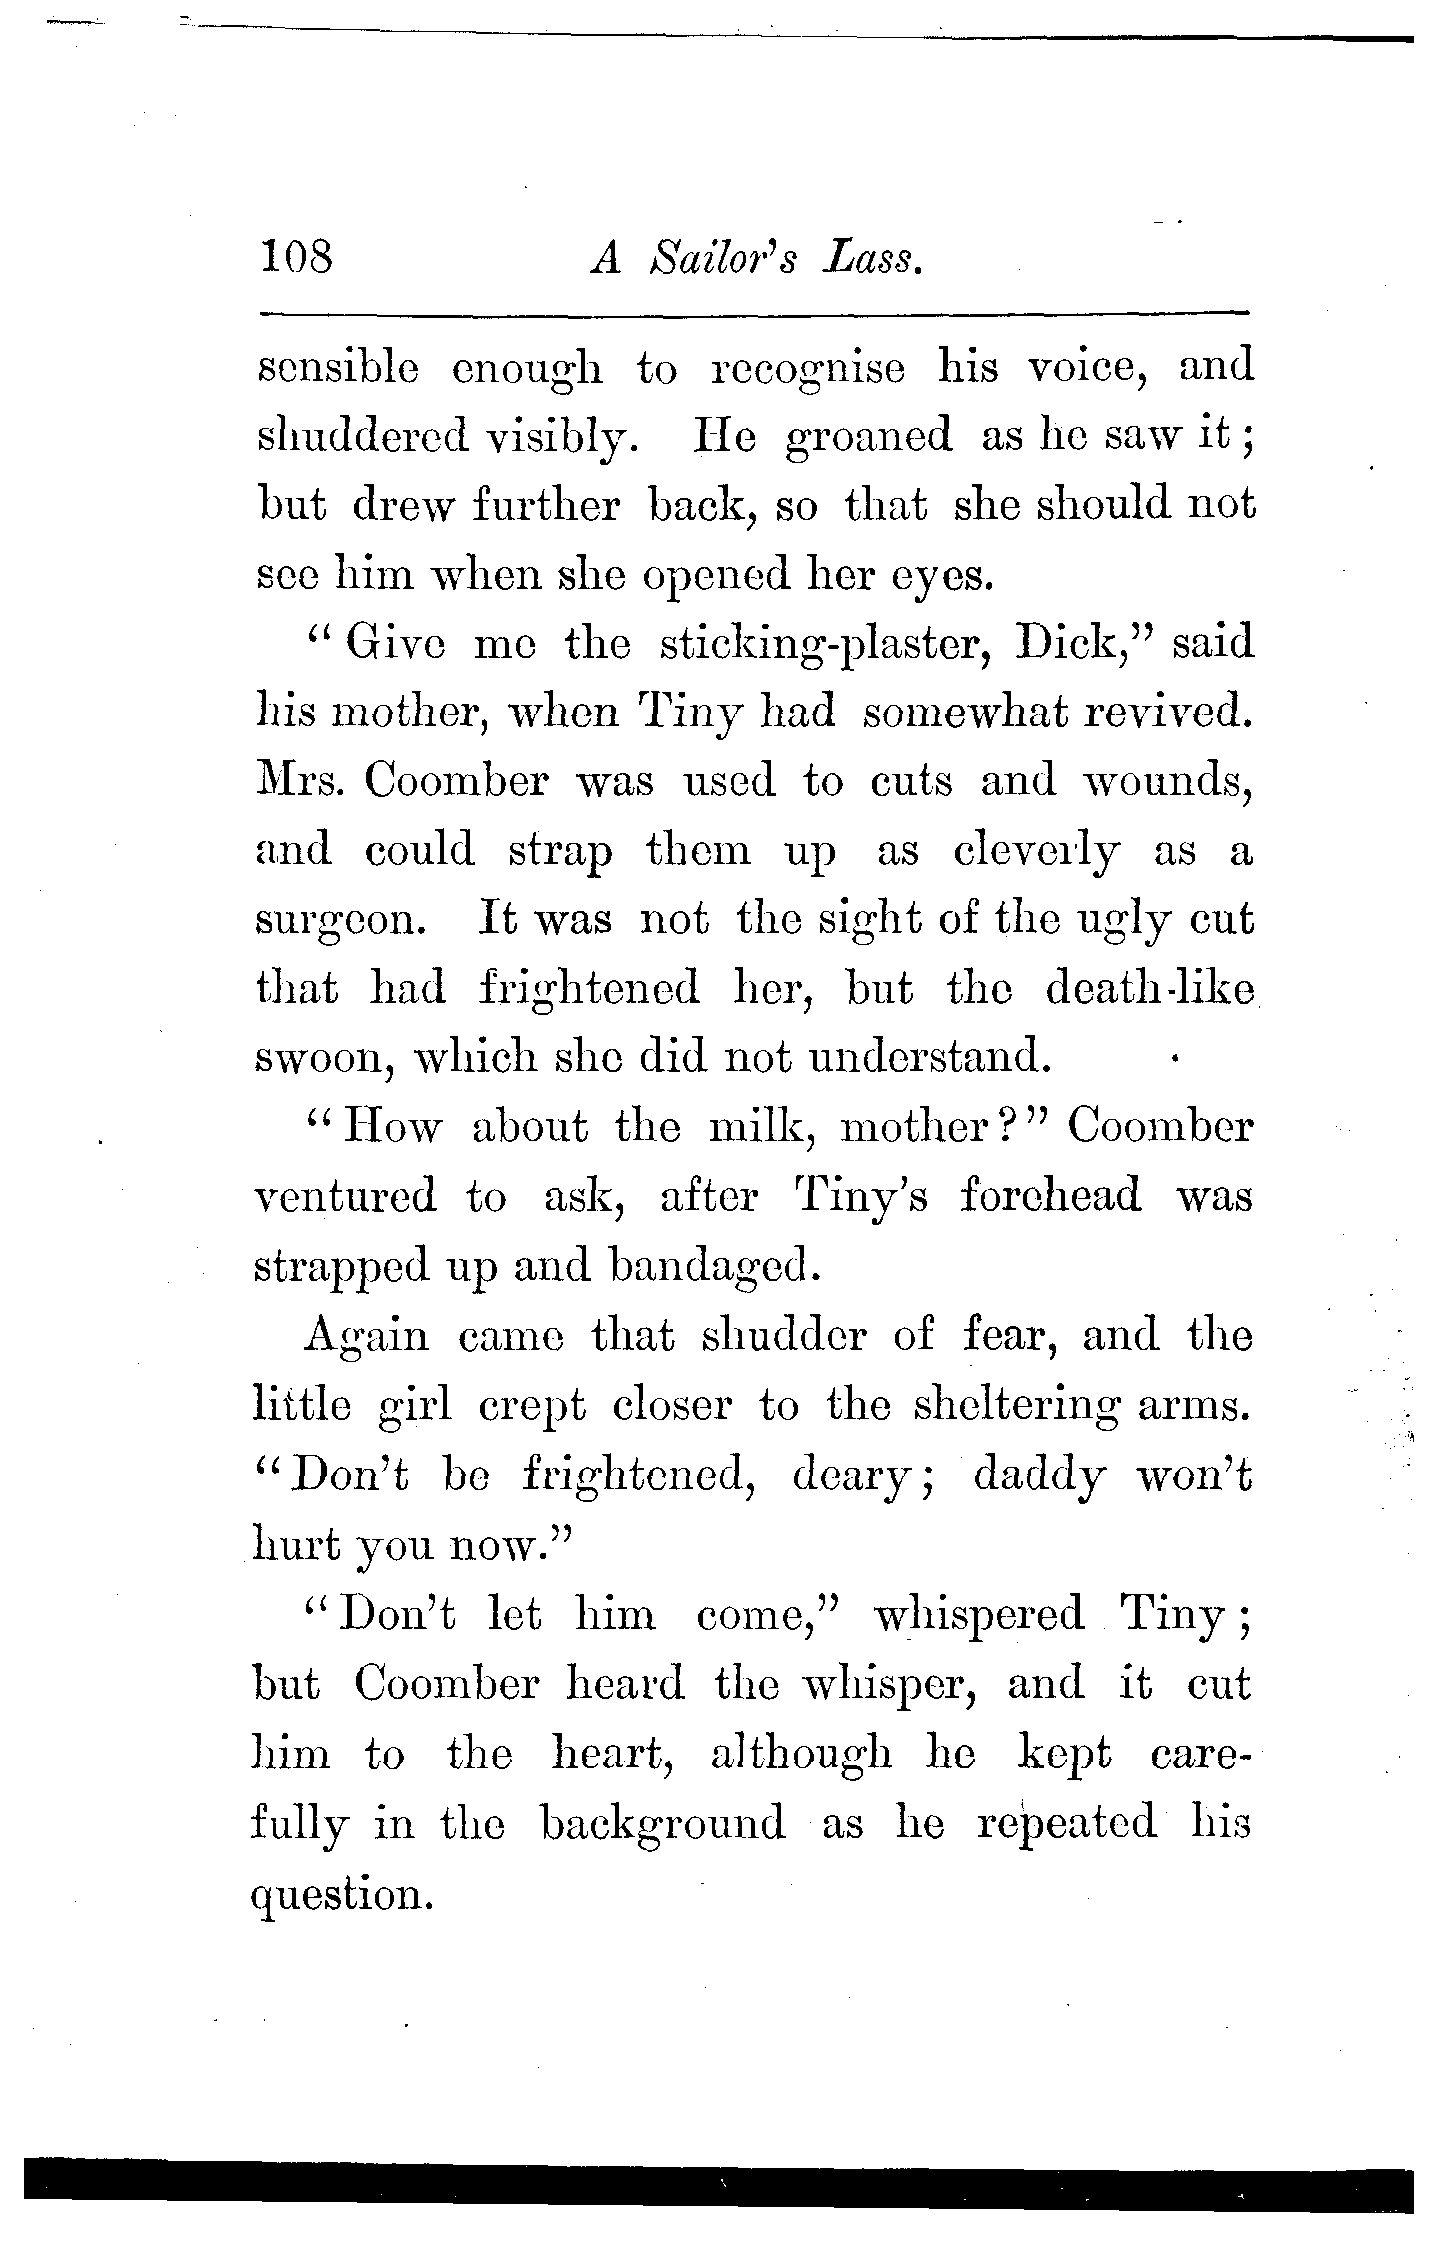 108 A Sailor's Lass.
sensible enough to recognise his voice, and
shuddered visibly. He groaned as he saw it;
but drew further back, so that she should not
see him when she opened her eyes.
"Give me the sticking-plaster, Dick," said
his mother, when Tiny had somewhat revived.
Mrs. Coomber was used to cuts and wounds,
and could strap them up as cleverly as a
surgeon. It was not the sight of the ugly cut
that had frightened her, but the death-like
swoon, which she did not understand.
"How about the milk, mother?" Coomber
ventured to ask, after Tiny's forehead was
strapped up and bandaged.
Again came that shudder of fear, and the
little girl crept closer to the sheltering arms.
"Don't be frightened, deary; daddy won't
hurt you now."
"Don't let him come," whispered Tiny;
but Coomber heard the whisper, and it cut
him to the heart, although he kept care-
fully in the background as he repeated his
question.